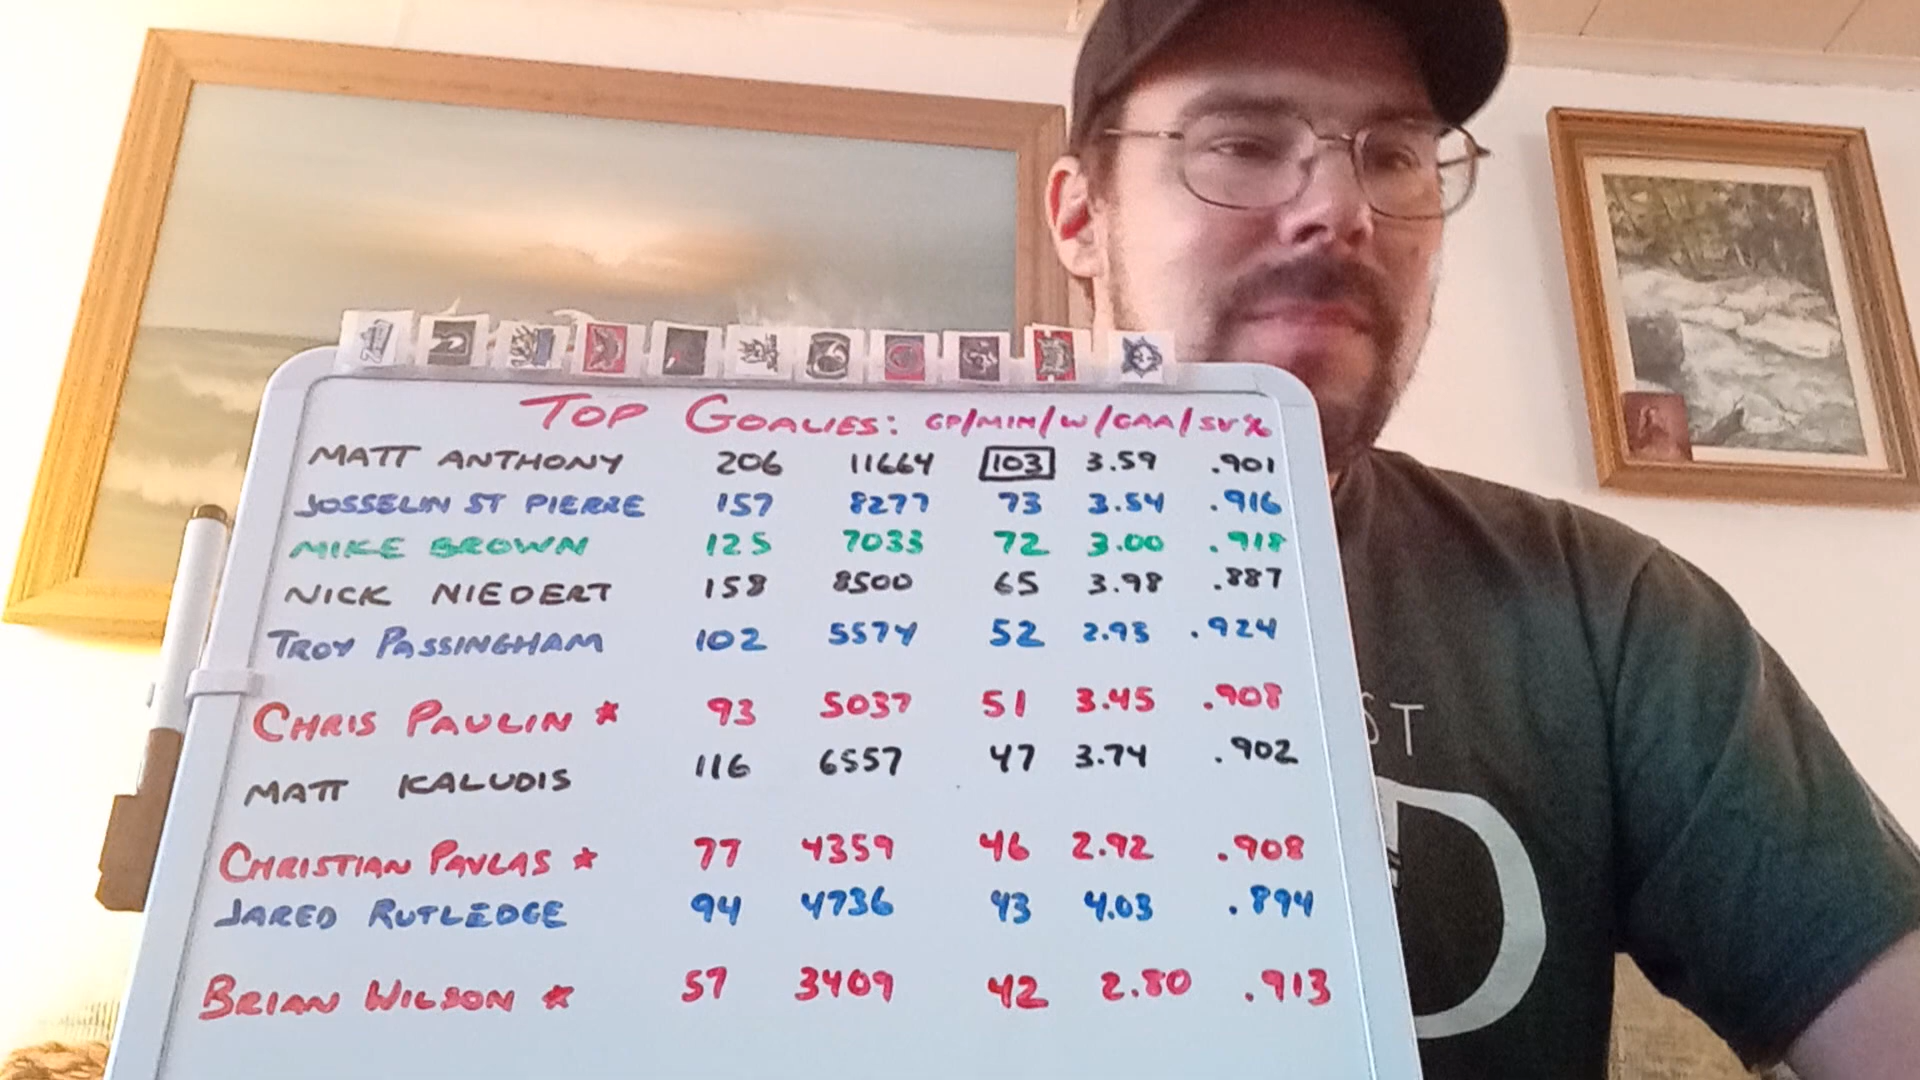 TOP GOALIES: GP/MIN/W/GAA/SV%
MATT ANTHONY 206 11664 103 3.59 .901
JOSSELIN ST PIERRE 157 8277 73 3.54 .916
MIKE BROWN 125 7033 72 3.00 .918
NICK NIEDERT 158 8500 65 3.98 .887
TROY PASSINGHAM 102 5574 52 2.93 .924
CHRIS PAULIN ★ 93 5037 51 3.45 .908
MATT KALUDIS 116 6557 47 3.74 .902
CHRISTIAN PAVLAS ★ 77 4359 46 2.92 .908
JARED RUTLEDGE 94 4736 43 4.03 .894
BRIAN WILSON ★ 57 3409 42 2.80 .913